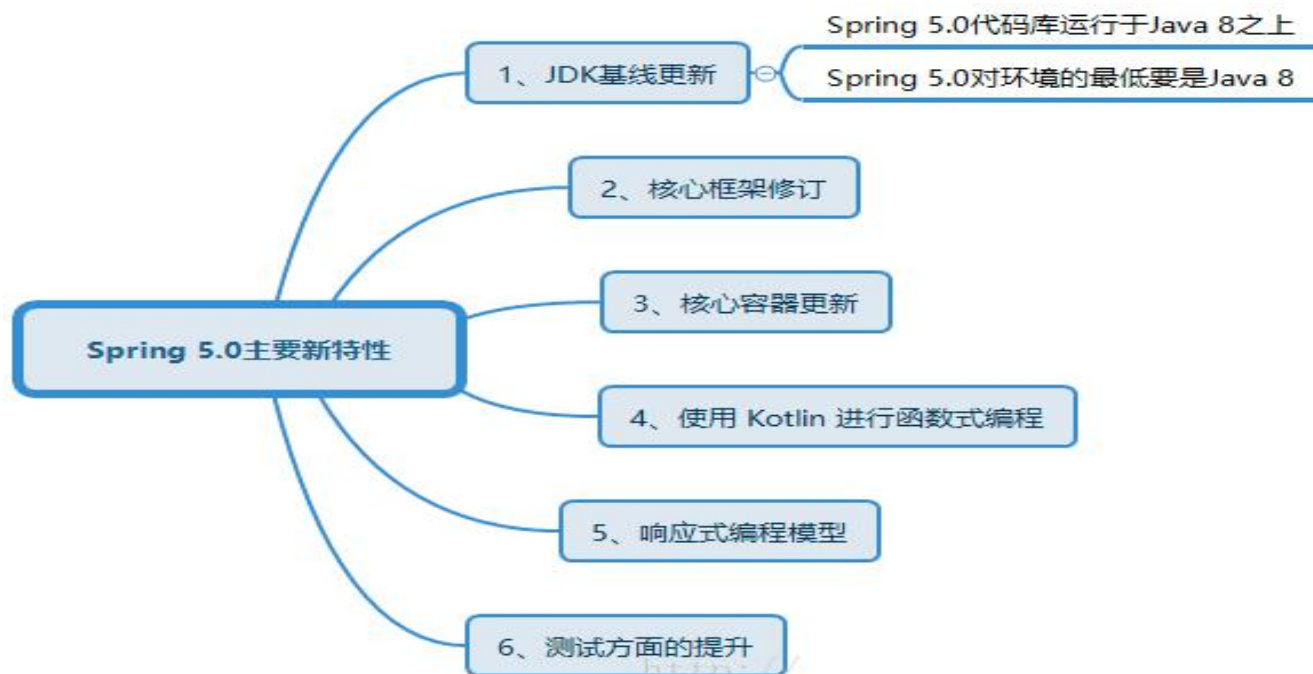 Spring 5.0代码库运行于Java 8之上
1、JDK基线更新
Spring 5.0对环境的最低要是Java 8
2、核心框架修订
3、核心容器更新
Spring 5.0主要新特性
4、使用 Kotlin 进行函数式编程
5、响应式编程模型
6、测试方面的提升
http://